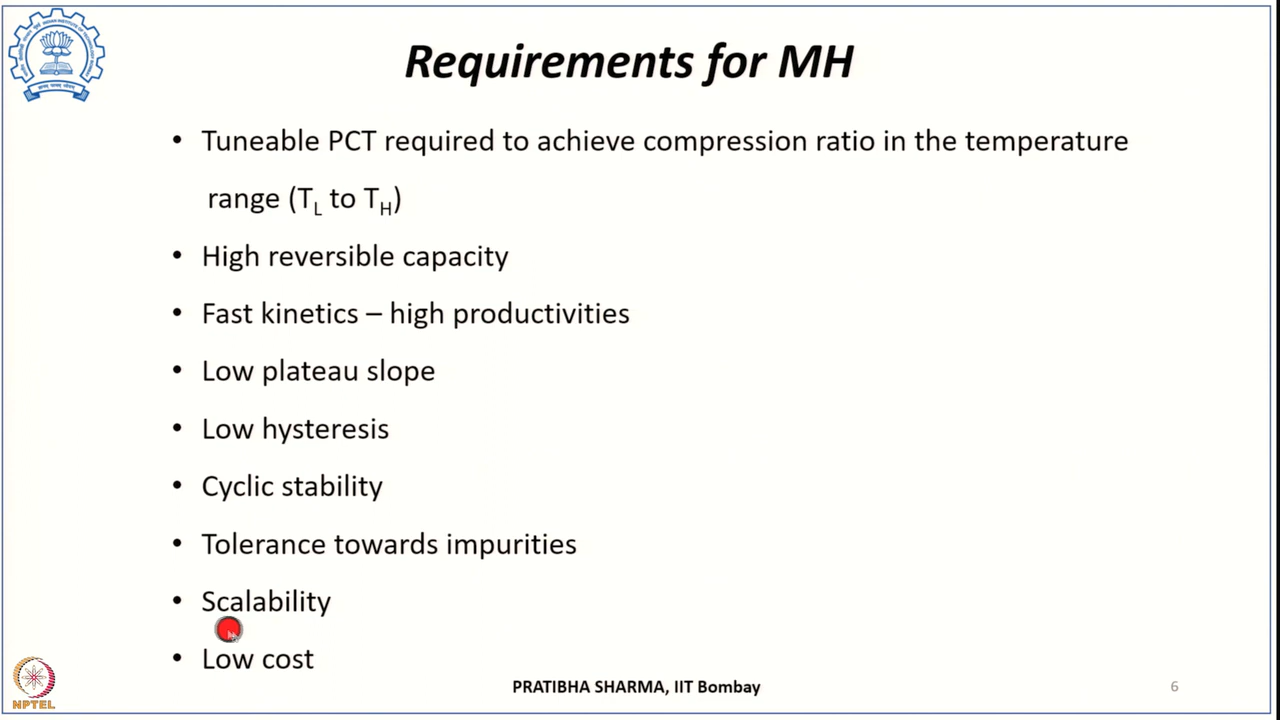 Requirements for MH
• Tuneable PCT required to achieve compression ratio in the temperature
range (TL to TH)
• High reversible capacity
• Fast kinetics – high productivities
• Low plateau slope
• Low hysteresis
• Cyclic stability
• Tolerance towards impurities
• Scalability
• Low cost
NPTEL
PRATIBHA SHARMA, IIT Bombay
6